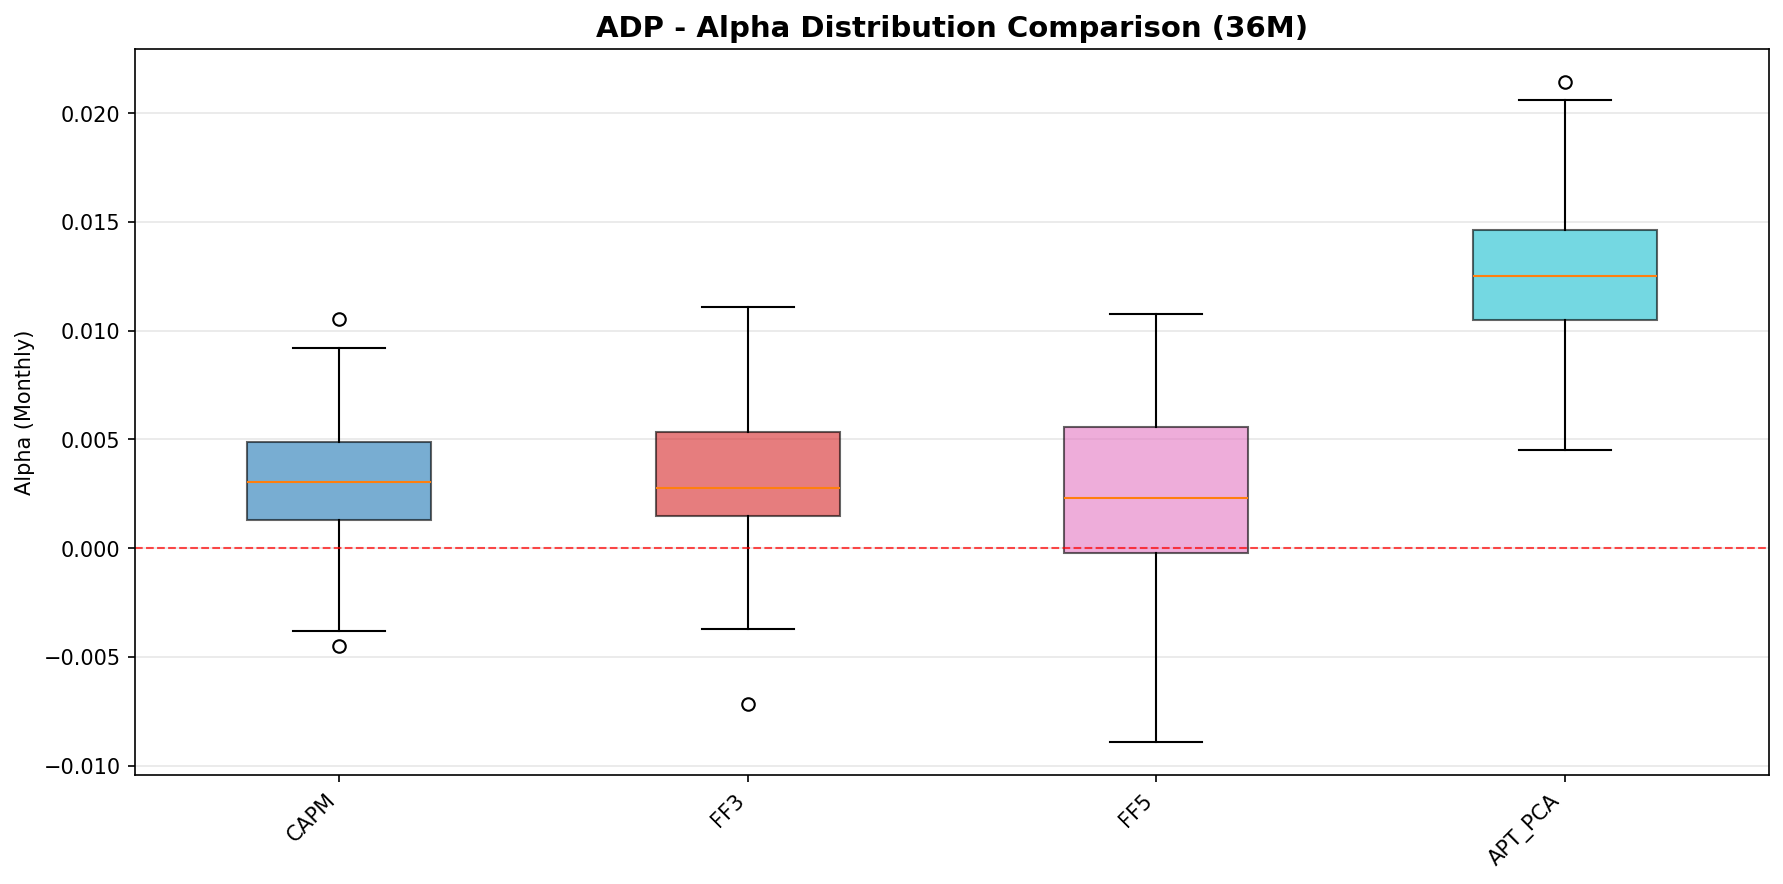 ADP - Alpha Distribution Comparison (36M)
Alpha (Monthly)
0.020
0.015
0.010
0.005
0.000
−0.005
−0.010
CAPM
FF3
FF5
APT_PCA